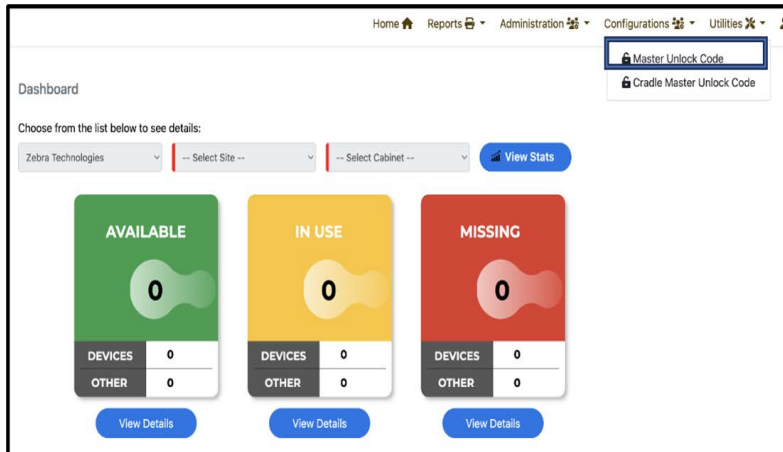 Home Reports Administration Configurations Utilities
Master Unlock Code
Cradle Master Unlock Code
Dashboard
Choose from the list below to see details:
Zebra Technologies -- Select Site -- -- Select Cabinet -- View Stats
AVAILABLE IN USE MISSING
0 0 0
DEVICES 0 DEVICES 0 DEVICES 0
OTHER 0 OTHER 0 OTHER 0
View Details View Details View Details